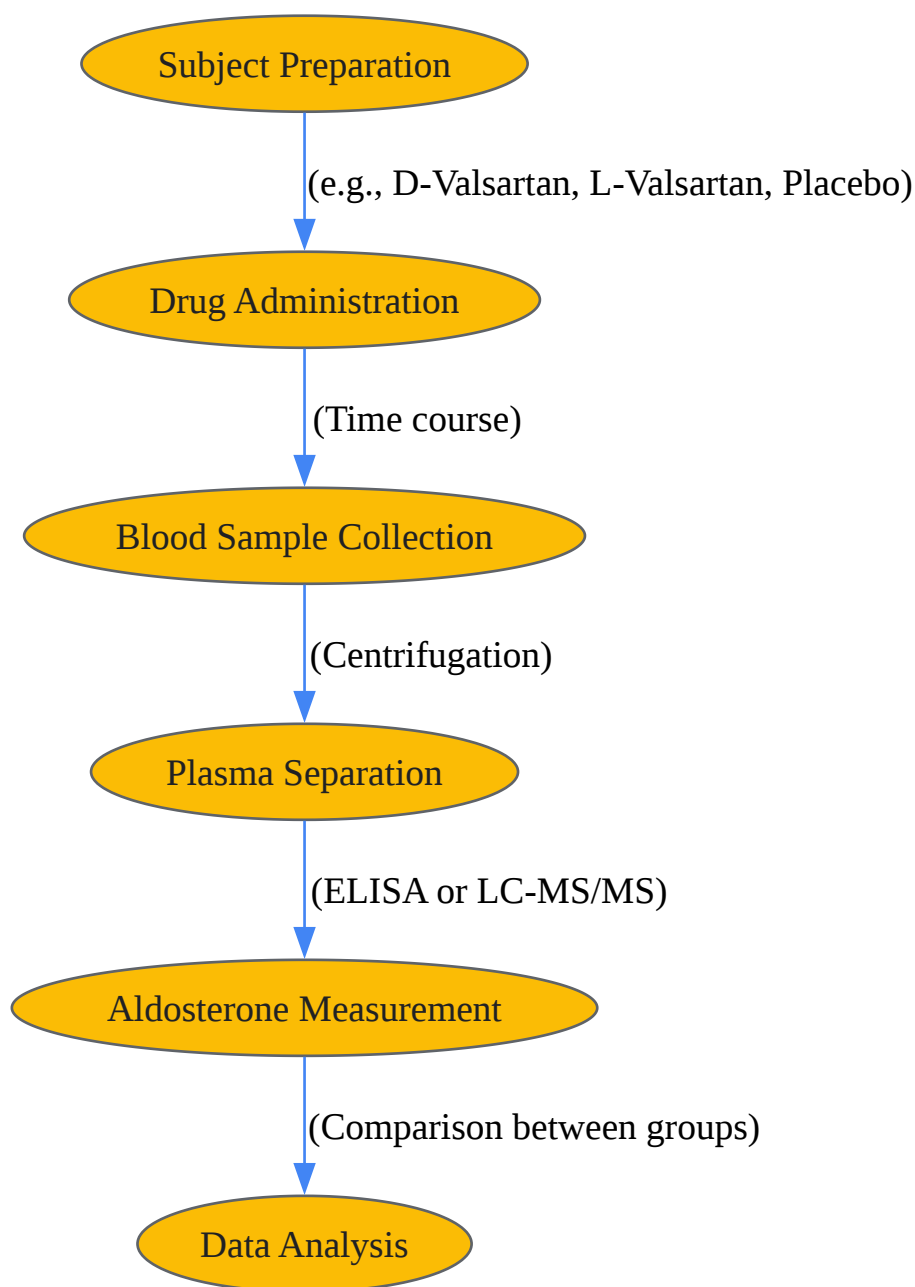 Subject Preparation
(e.g., D-Valsartan, L-Valsartan, Placebo)
Drug Administration
(Time course)
Blood Sample Collection
(Centrifugation)
Plasma Separation
(ELISA or LC-MS/MS)
Aldosterone Measurement
(Comparison between groups)
Data Analysis